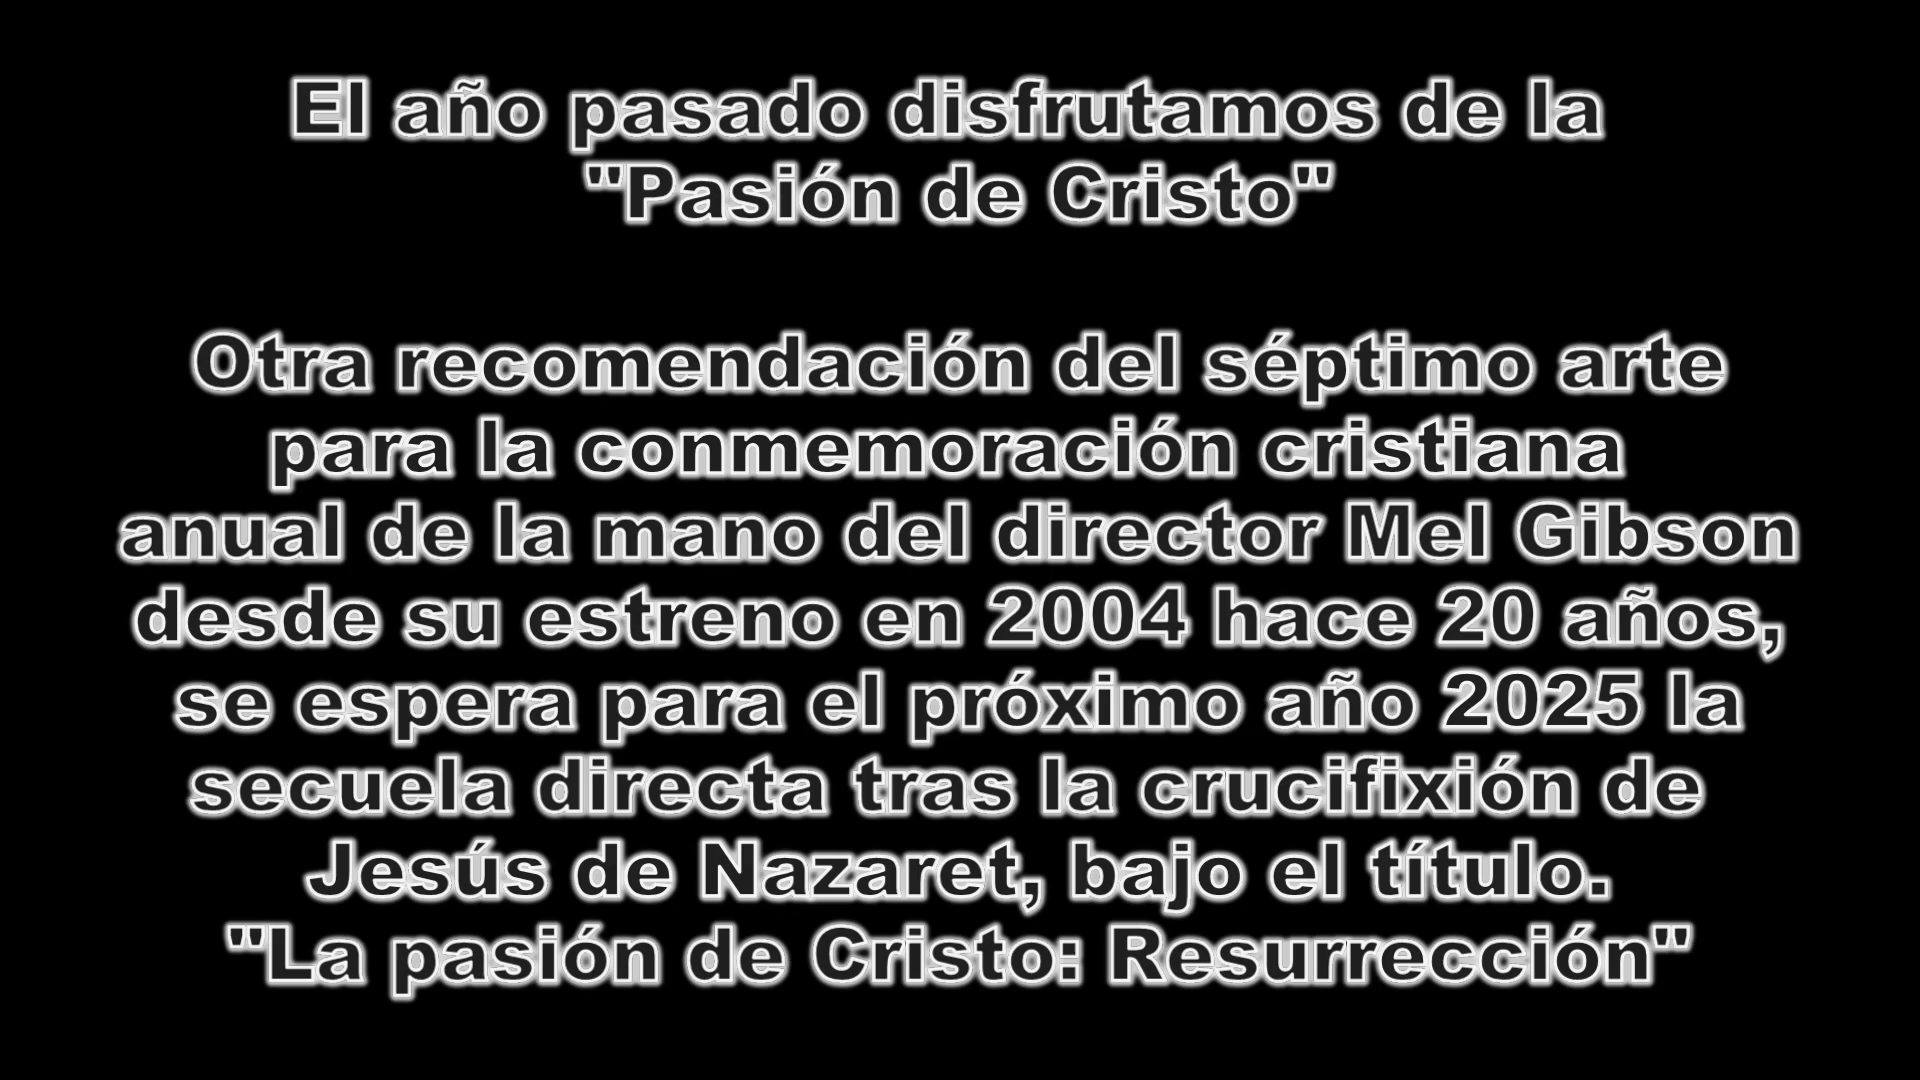 El año pasado disfrutamos de la
"Pasión de Cristo"
Otra recomendación del séptimo arte
para la conmemoración cristiana
anual de la mano del director Mel Gibson
desde su estreno en 2004 hace 20 años,
se espera para el próximo año 2025 la
secuela directa tras la crucifixión de
Jesús de Nazaret, bajo el título.
"La pasión de Cristo: Resurrección"